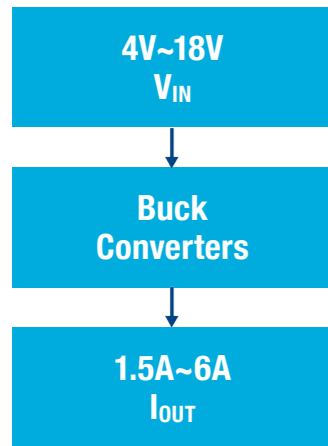 4V~18V
VIN
Buck
Converters
1.5A~6A
IOUT